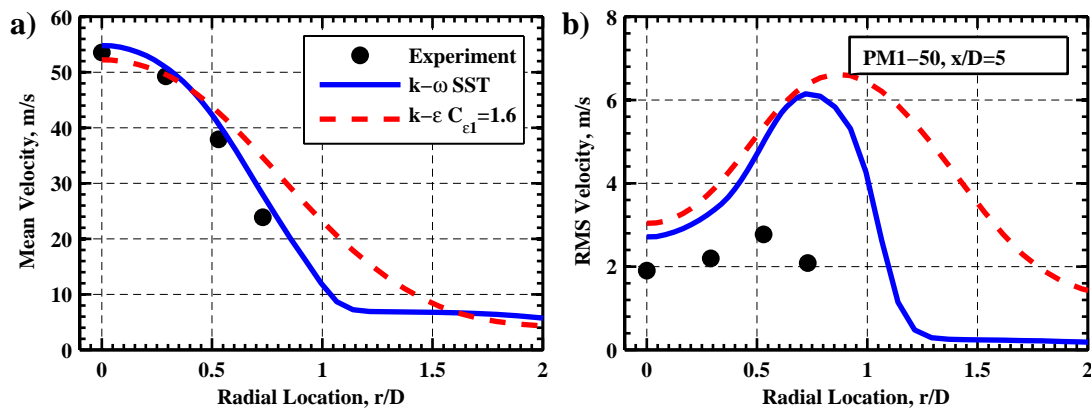 a)
Mean Velocity, m/s
60
50
40
30
20
10
0
0
0.5
1
1.5
2
Radial Location, r/D
Experiment
k−ω SST
k−ε Cε1=1.6
b)
RMS Velocity, m/s
8
6
4
2
0
0
0.5
1
1.5
2
Radial Location, r/D
PM1−50, x/D=5